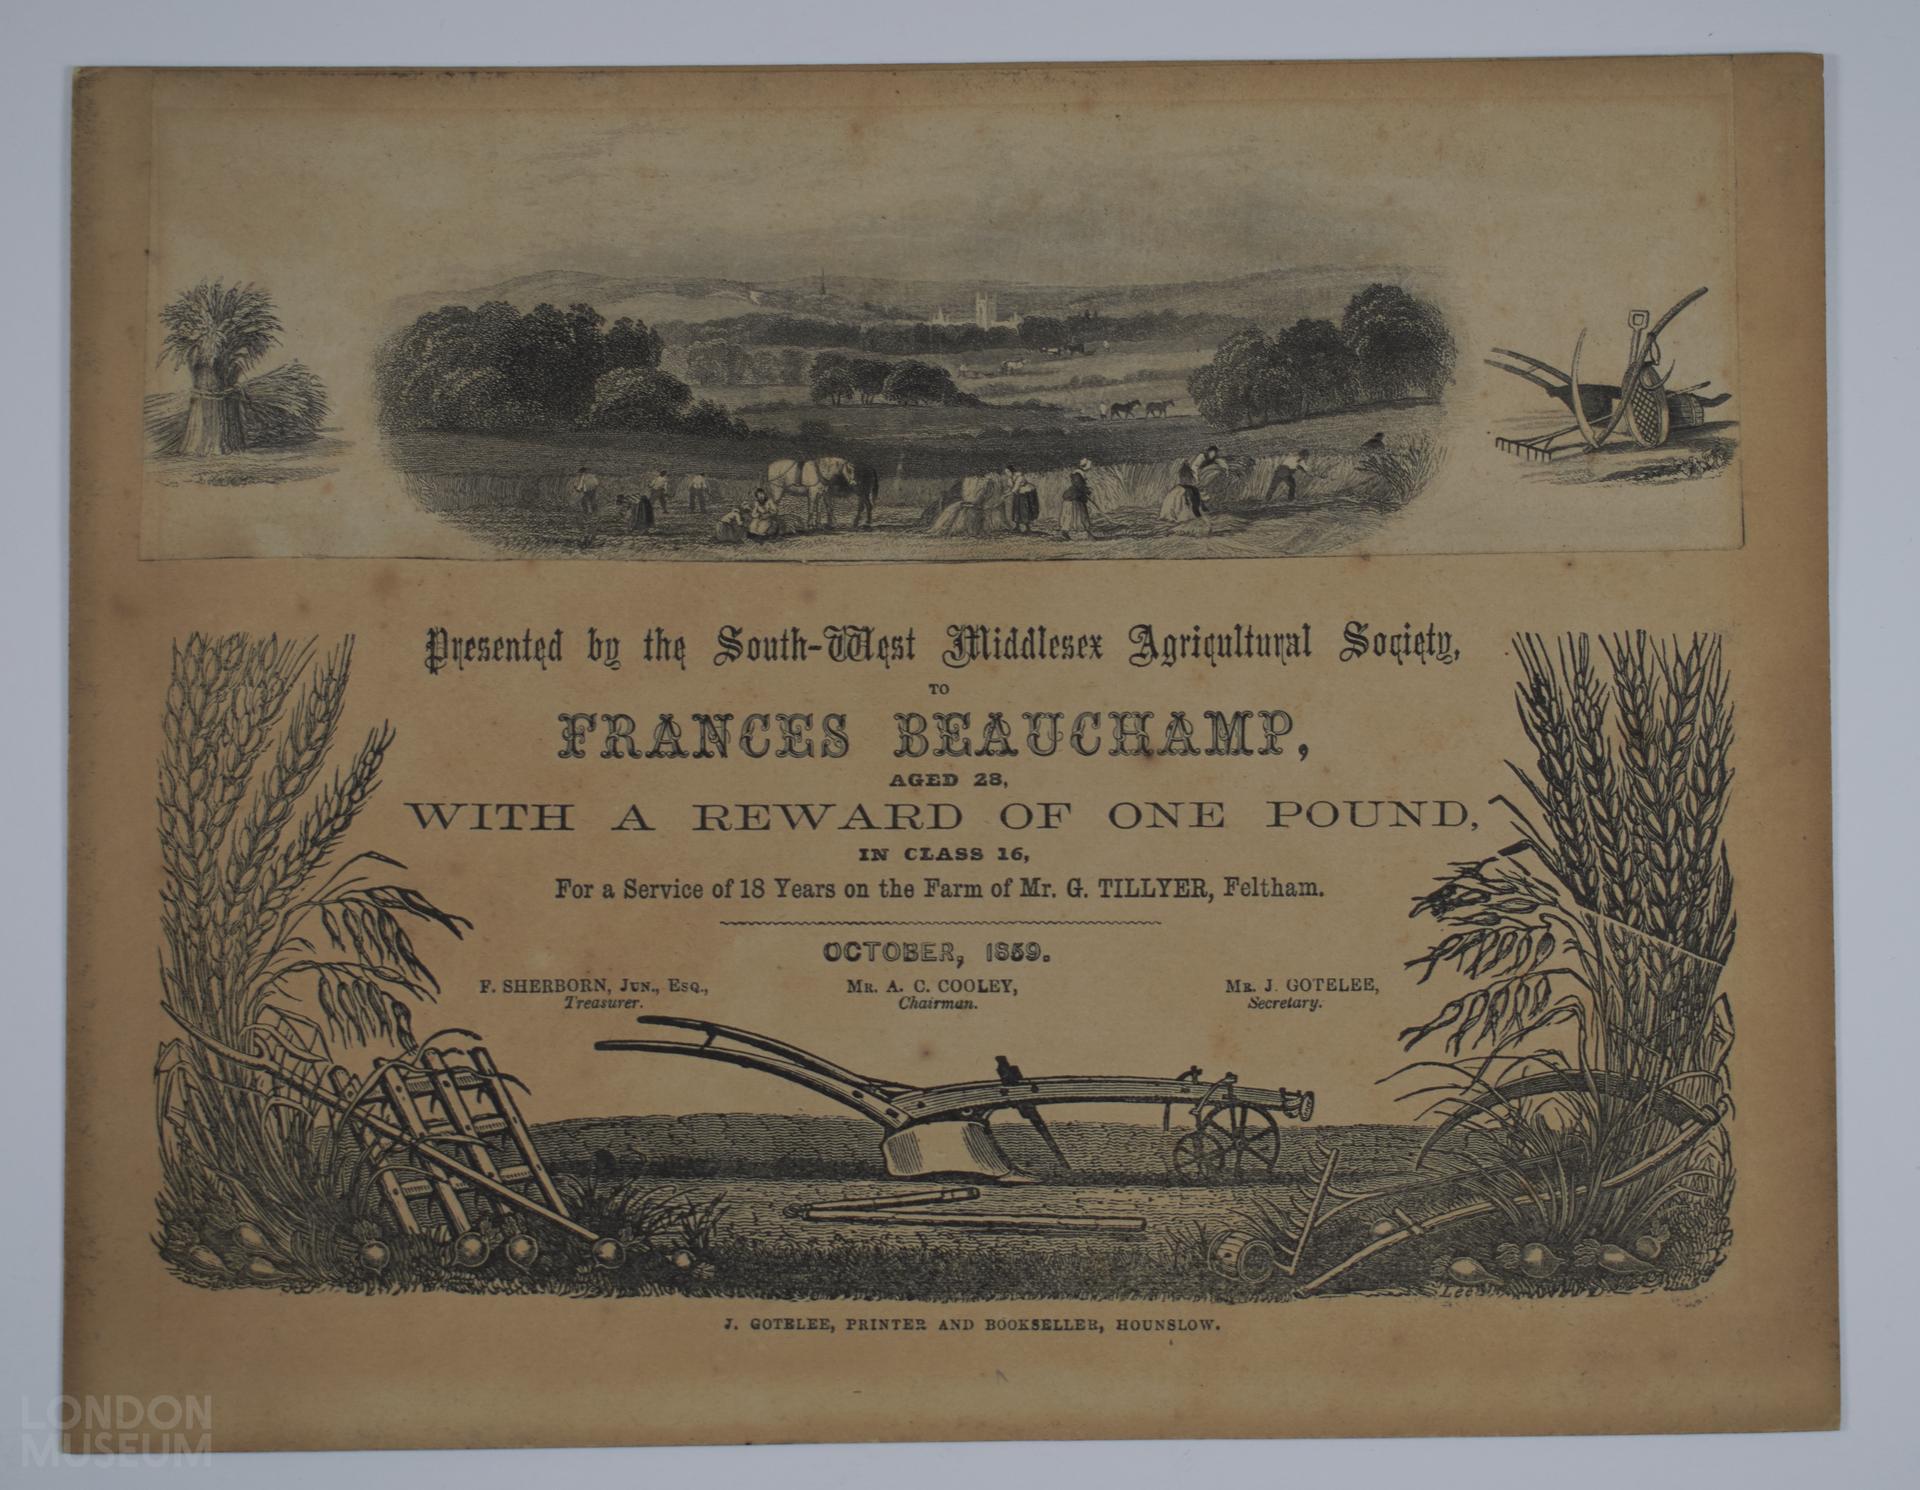 Presented by the South-West Middlesex Agricultural Society,
TO
FRANCES BEAUCHAMP,
AGED 28,
WITH A REWARD OF ONE POUND,
IN CLASS 16,
For a Service of 18 Years on the Farm of Mr. G. TILLYER, Feltham.
OCTOBER, 1859.
F. SHERBORN, JUN., ESQ.,
Treasurer.
MR. A. C. COOLEY,
Chairman.
MR. J. GOTELEE,
Secretary.
J. GOTELEE, PRINTER AND BOOKSELLER, HOUNSLOW.
LONDON
MUSEUM